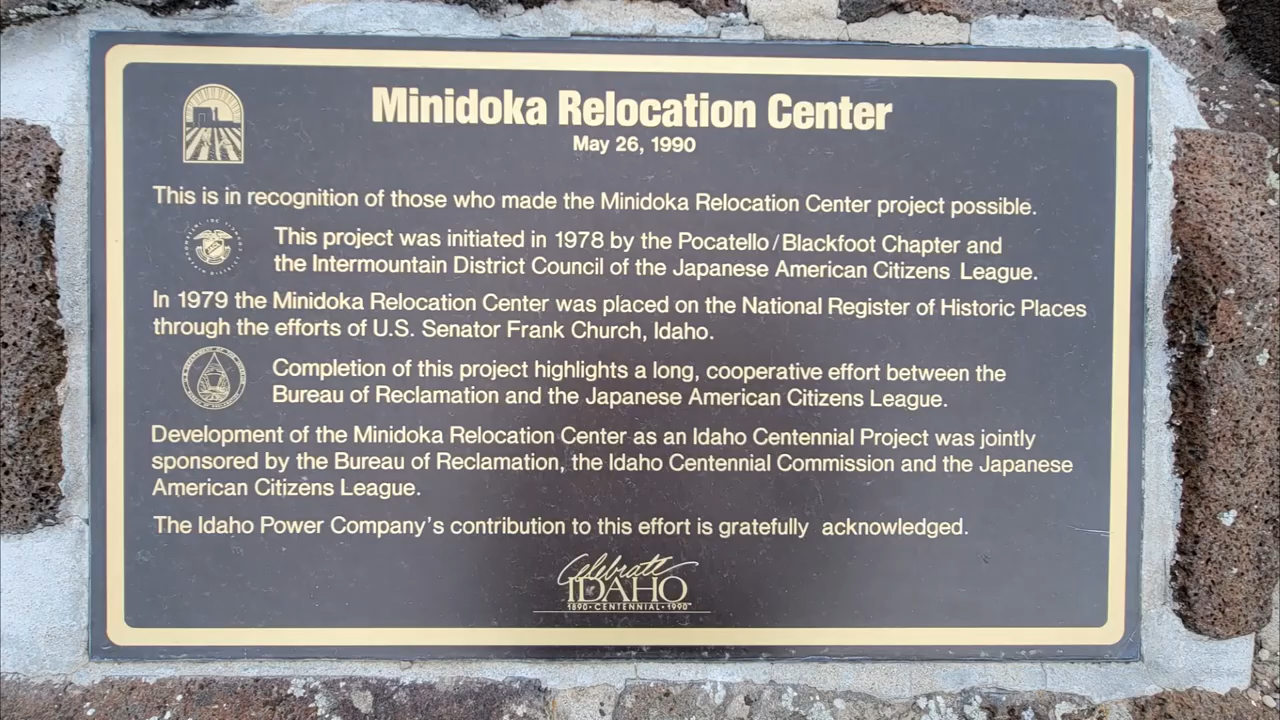 Minidoka Relocation Center
May 26, 1990
This is in recognition of those who made the Minidoka Relocation Center project possible.
This project was initiated in 1978 by the Pocatello/Blackfoot Chapter and
the Intermountain District Council of the Japanese American Citizens League.
In 1979 the Minidoka Relocation Center was placed on the National Register of Historic Places
through the efforts of U.S. Senator Frank Church, Idaho.
Completion of this project highlights a long, cooperative effort between the
Bureau of Reclamation and the Japanese American Citizens League.
Development of the Minidoka Relocation Center as an Idaho Centennial Project was jointly
sponsored by the Bureau of Reclamation, the Idaho Centennial Commission and the Japanese
American Citizens League.
The Idaho Power Company's contribution to this effort is gratefully acknowledged.
Celebrate
IDAHO
1890•CENTENNIAL•1990